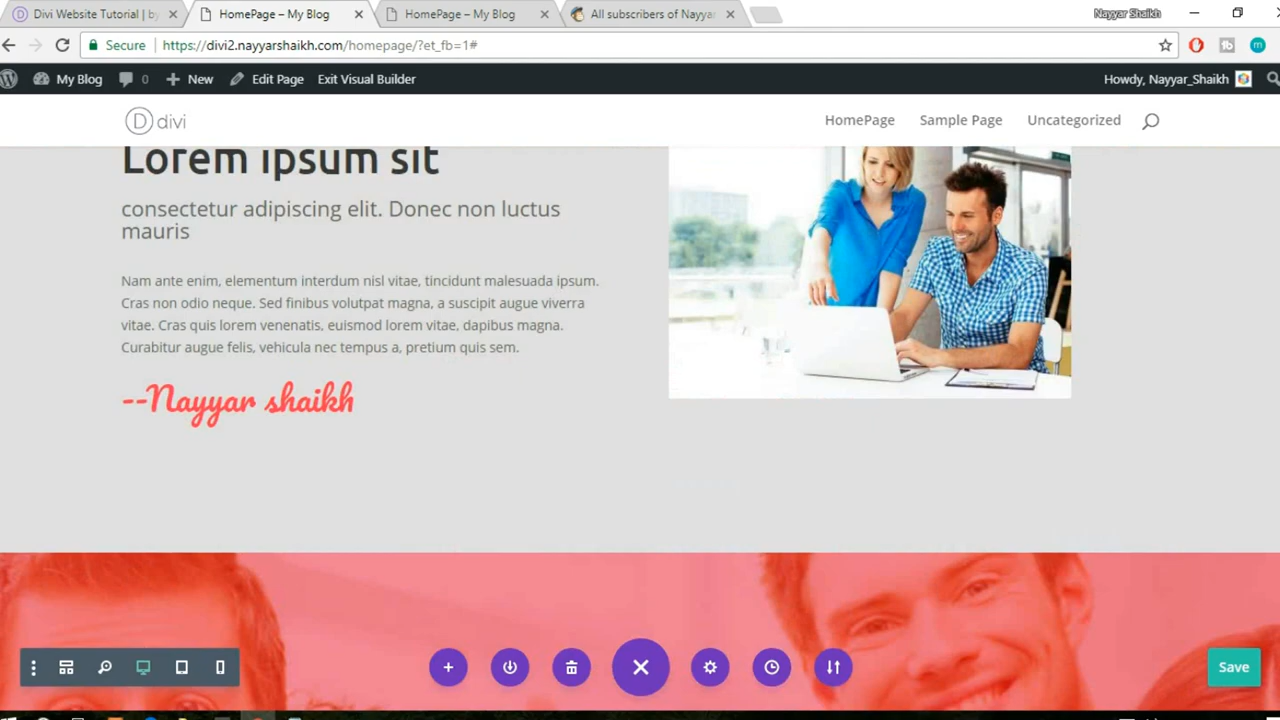 Divi Website Tutorial | by
HomePage – My Blog
HomePage – My Blog
All subscribers of Nayyar
Nayyar Shaikh
Secure
https://divi2.nayyarshaikh.com/homepage/?et_fb=1#
My Blog
0
New
Edit Page
Exit Visual Builder
Howdy, Nayyar_Shaikh
D divi
HomePage
Sample Page
Uncategorized
Lorem ipsum sit
consectetur adipiscing elit. Donec non luctus
mauris
Nam ante enim, elementum interdum nisl vitae, tincidunt malesuada ipsum.
Cras non odio neque. Sed finibus volutpat magna, a suscipit augue viverra
vitae. Cras quis lorem venenatis, euismod lorem vitae, dapibus magna.
Curabitur augue felis, vehicula nec tempus a, pretium quis sem.
--Nayyar shaikh
Save